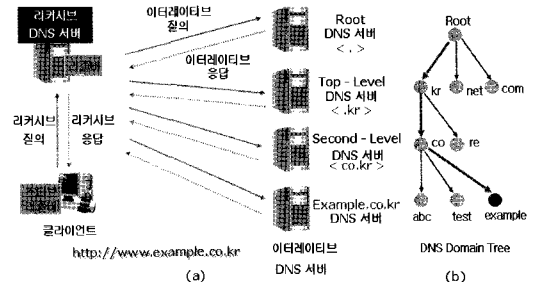 리커시브
DNS 서버
리커시브
질의
리커시브
응답
클라이언트
http://www.example.co.kr
이터레이티브
질의
이터레이티브
응답
Root
DNS 서버
< . >
Top - Level
DNS 서버
< .kr >
Second - Level
DNS 서버
< co.kr >
Example.co.kr
DNS 서버
이터레이티브
DNS 서버
(a)
Root
kr
net
com
co
re
abc
test
example
DNS Domain Tree
(b)